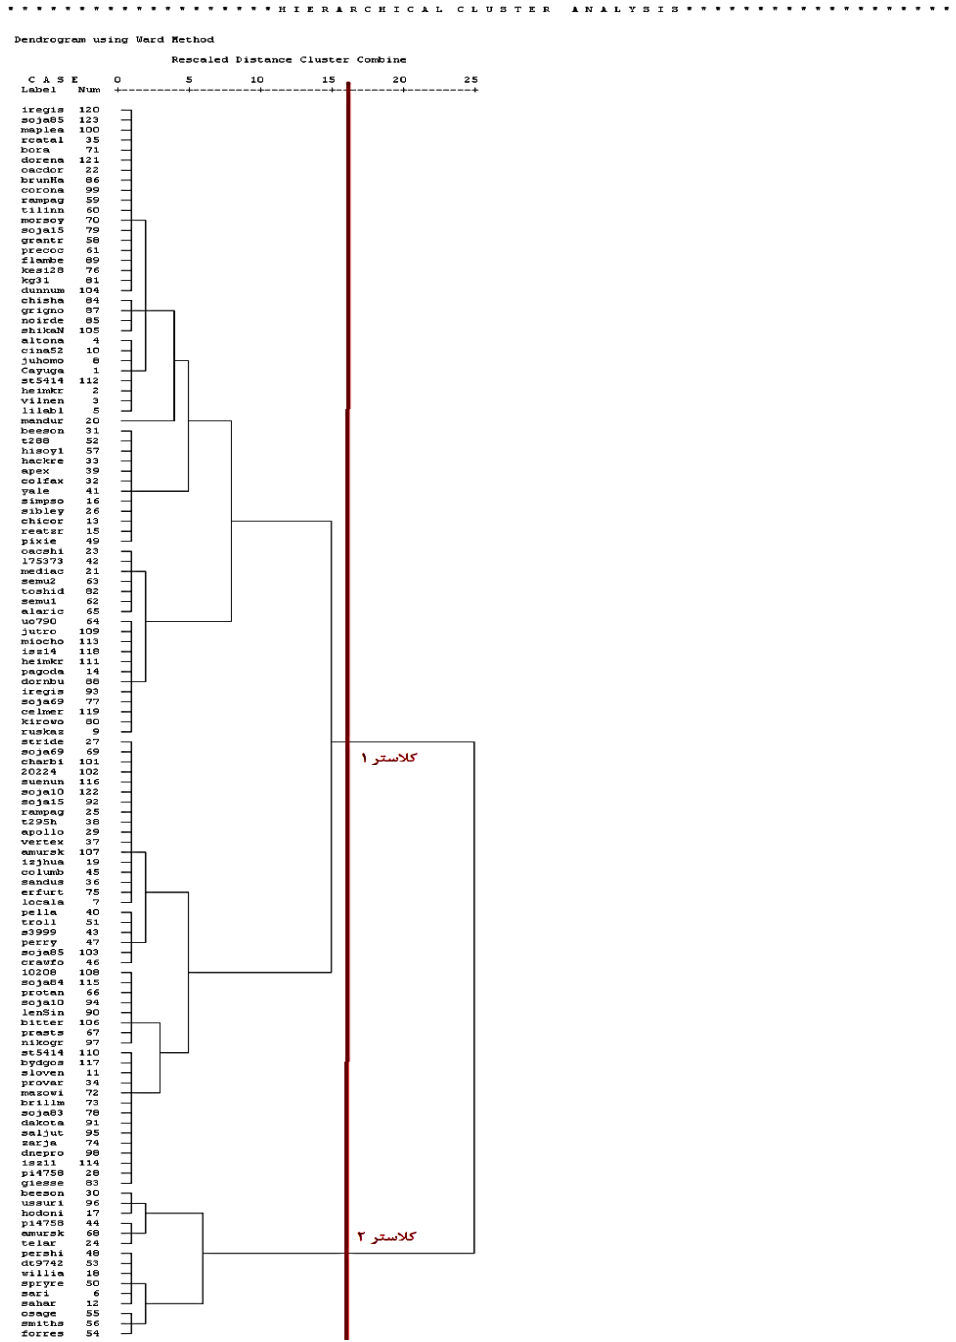 * * * * * * * * * * * * * * * * * * * H I E R A R C H I C A L   C L U S T E R   A N A L Y S I S * * * * * * * * * * * * * * * * * * *
Dendrogram using Ward Method
Rescaled Distance Cluster Combine
C A S E 0 5 10 15 20 25
Label Num +---------+---------+---------+---------+---------+
iregis 120
soja85 123
maplea 100
rcatal 35
bora 71
dorena 121
oacdor 22
brunHa 86
corona 99
rampag 59
tilinn 60
morsoy 70
soja15 79
grantr 58
precoc 61
flambe 89
kes128 76
kg31 81
dunnum 104
chisha 84
grigno 87
noirde 85
shikaN 105
altona 4
cina52 10
juhomo 8
Cayuga 1
st5414 112
heimkr 2
vilnen 3
lilabl 5
mandur 20
beeson 31
t288 52
hisoy1 57
hackre 33
apex 39
colfax 32
yale 41
simpso 16
sibley 26
chicor 13
reatzr 15
pixie 49
oacshi 23
175373 42
mediac 21
semu2 63
toshid 82
semu1 62
alaric 65
uo790 64
jutro 109
miocho 113
isz14 118
heimkr 111
pagoda 14
dornbu 88
iregis 93
soja69 77
celmer 119
kirowo 80
ruskaz 9
stride 27
soja69 69
charbi 101
20224 102
suenun 116
soja10 122
soja15 92
rampag 25
t295h 38
apollo 29
vertex 37
amursk 107
izjhua 19
columb 45
sandus 36
erfurt 75
locala 7
pella 40
troll 51
s3999 43
perry 47
soja85 103
crawfo 46
10208 108
soja84 115
protan 66
soja10 94
lenSin 90
bitter 106
prasts 67
nikogr 97
st5414 110
bydgos 117
sloven 11
provar 34
mazowi 72
brillm 73
soja83 78
dakota 91
saljut 95
zarja 74
dnepro 98
isz11 114
pi4758 28
giesse 83
beeson 30
ussuri 96
hodoni 17
pi4758 44
amursk 68
telar 24
pershi 48
dt9742 53
willia 18
spryre 50
sari 6
sahar 12
osage 55
smiths 56
forres 54
کلاستر ۱
کلاستر ۲